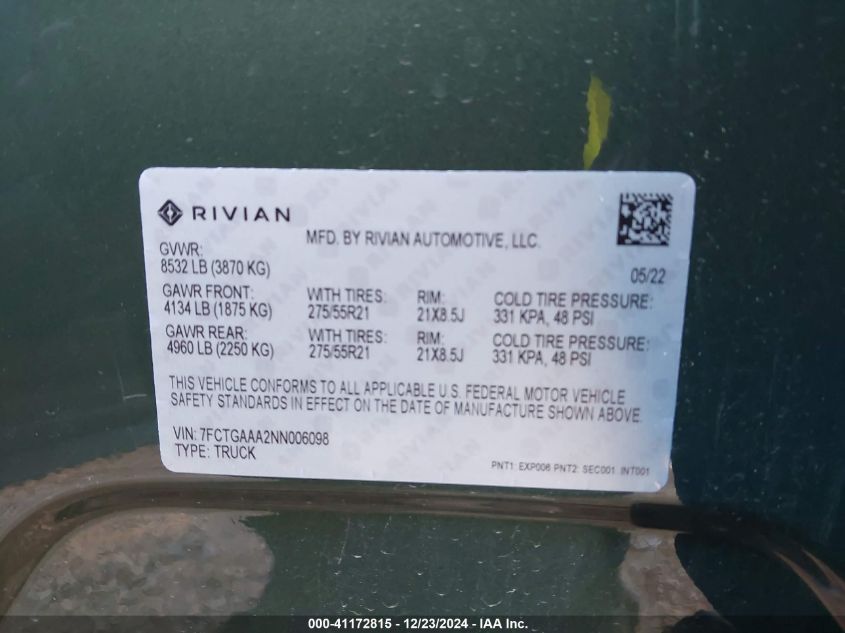 RIVIAN
MFD. BY RIVIAN AUTOMOTIVE, LLC.
05/22
GVWR:
8532 LB (3870 KG)
GAWR FRONT: WITH TIRES: RIM: COLD TIRE PRESSURE:
4134 LB (1875 KG) 275/55R21 21X8.5J 331 KPA, 48 PSI
GAWR REAR: WITH TIRES: RIM: COLD TIRE PRESSURE:
4960 LB (2250 KG) 275/55R21 21X8.5J 331 KPA, 48 PSI
THIS VEHICLE CONFORMS TO ALL APPLICABLE U.S. FEDERAL MOTOR VEHICLE
SAFETY STANDARDS IN EFFECT ON THE DATE OF MANUFACTURE SHOWN ABOVE.
VIN: 7FCTGAAA2NN006098
TYPE: TRUCK
PNT1: EXP006 PNT2: SEC001 INT001
000-41172815 - 12/23/2024 - IAA Inc.